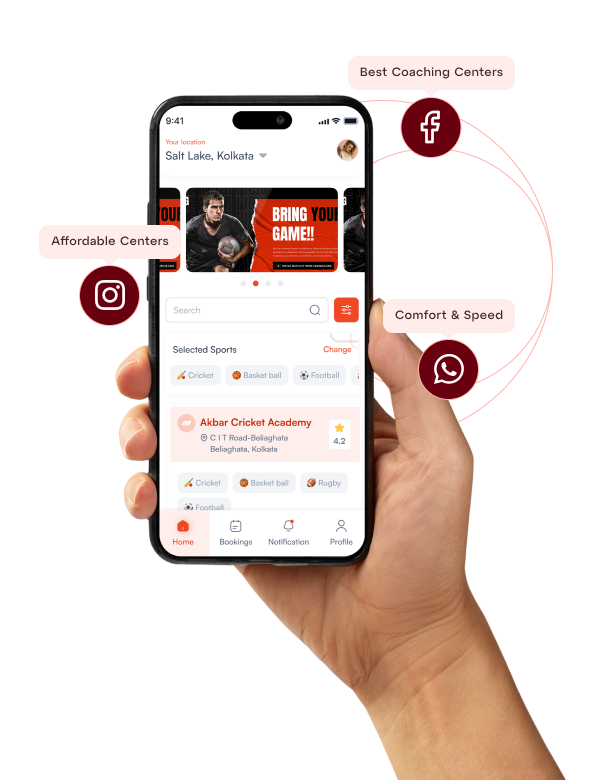 Best Coaching Centers
9:41
Your location
Salt Lake, Kolkata
BRING YOUR
GAME!!
YOUR
Affordable Centers
Search
Comfort & Speed
Selected Sports
Change
Cricket
Basket ball
Football
Akbar Cricket Academy
C I T Road-Beliaghata
Beliaghata, Kolkata
4.2
Cricket
Basket ball
Rugby
Football
Home
Bookings
Notification
Profile